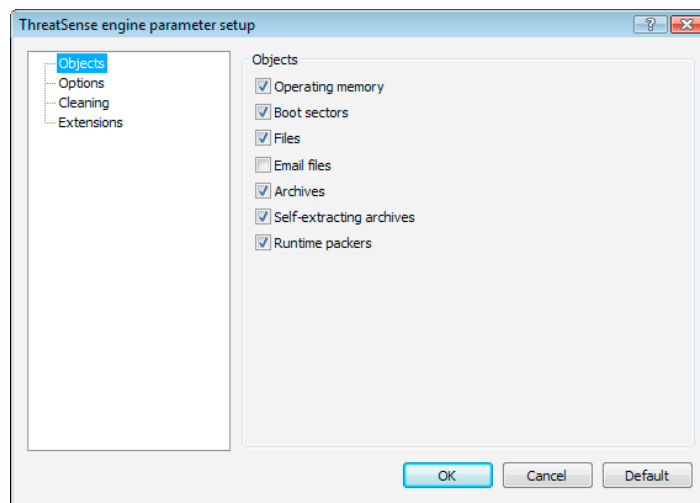 ThreatSense engine parameter setup
Objects
Options
Cleaning
Extensions
Objects
Operating memory
Boot sectors
Files
Email files
Archives
Self-extracting archives
Runtime packers
OK
Cancel
Default